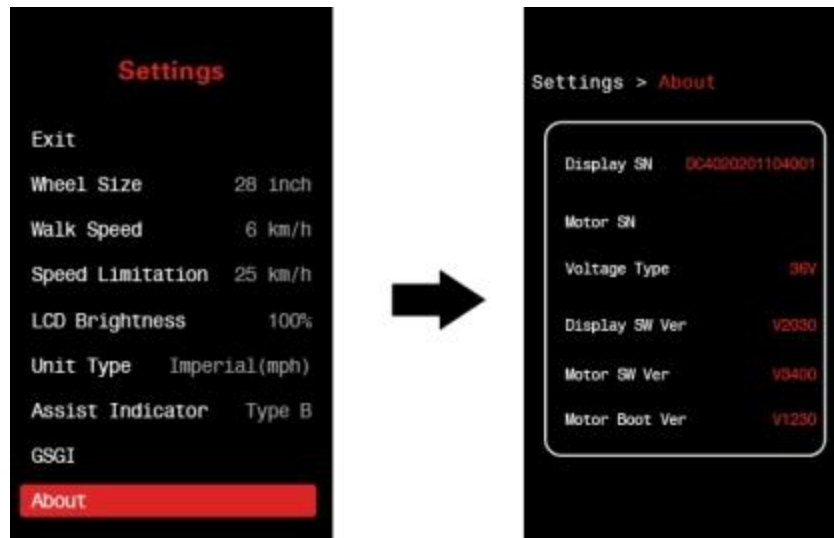 Settings
Exit
Wheel Size 28 inch
Walk Speed 6 km/h
Speed Limitation 25 km/h
LCD Brightness 100%
Unit Type Imperial(mph)
Assist Indicator Type B
GSGI
About
Settings > About
Display SN DC4020201104001
Motor SN
Voltage Type 36V
Display SW Ver V2030
Motor SW Ver V3400
Motor Boot Ver V1230